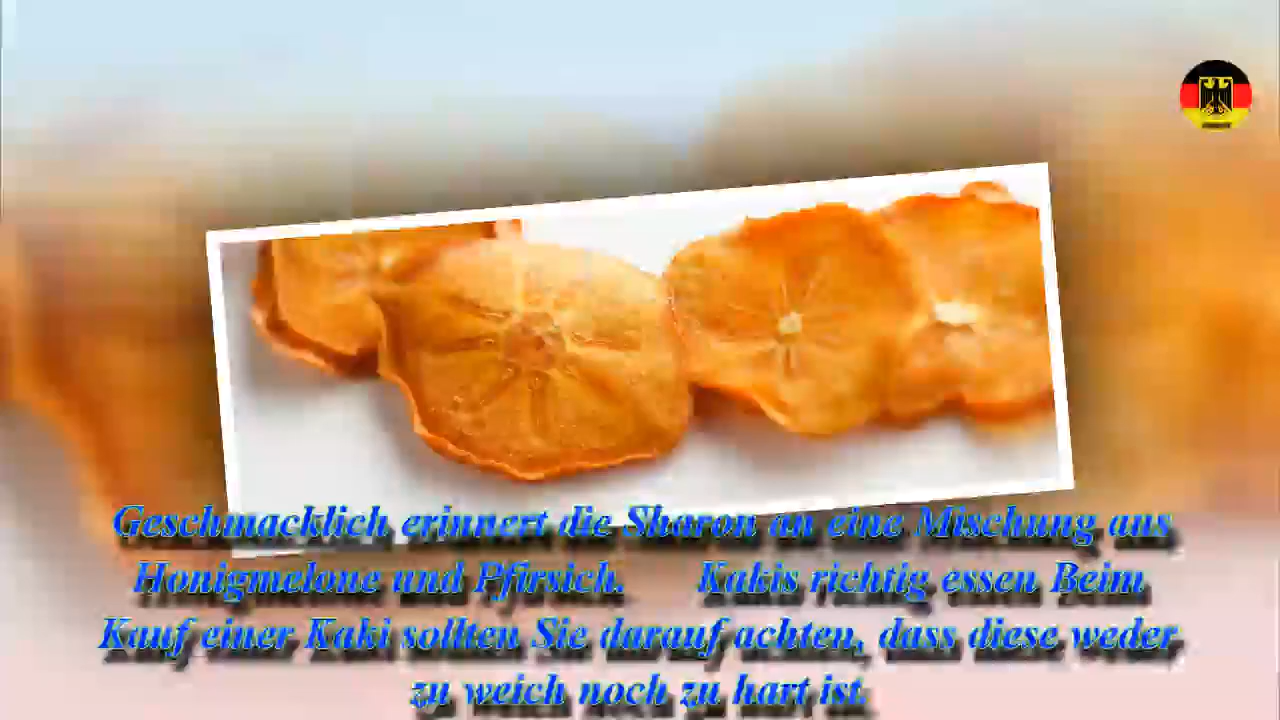 Geschmacklich erinnert die Sharon an eine Mischung aus
Honigmelone und Pfirsich. Kakis richtig essen Beim
Kauf einer Kaki sollten Sie darauf achten, dass diese weder
zu weich noch zu hart ist.